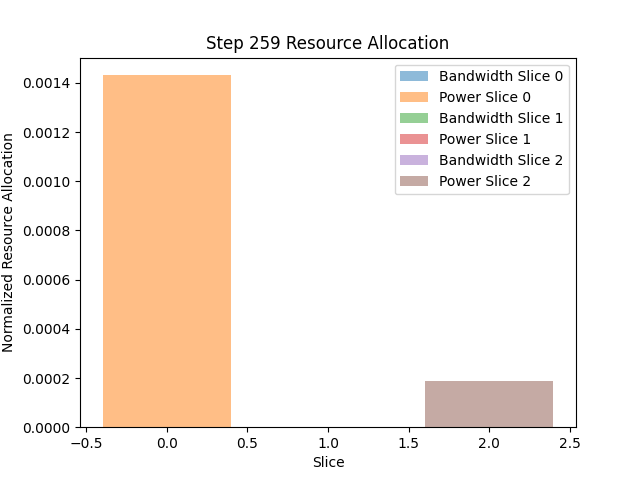 Step 259 Resource Allocation
Normalized Resource Allocation
0.0014
0.0012
0.0010
0.0008
0.0006
0.0004
0.0002
0.0000
Bandwidth Slice 0
Power Slice 0
Bandwidth Slice 1
Power Slice 1
Bandwidth Slice 2
Power Slice 2
−0.5 0.0 0.5 1.0 1.5 2.0 2.5
Slice